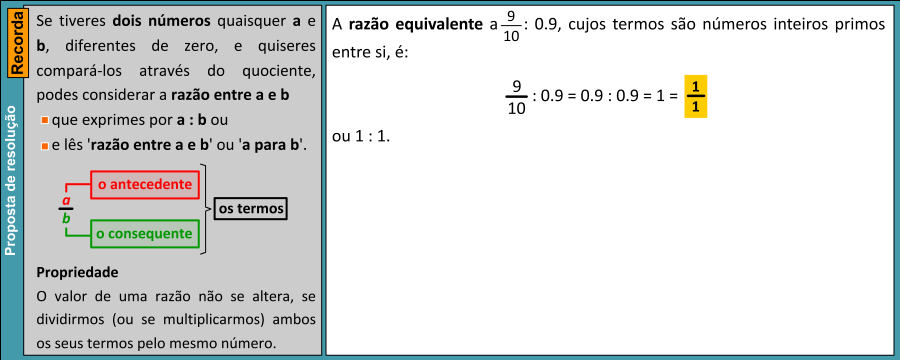 Recorda
Proposta de resolução
Se tiveres dois números quaisquer a e
b, diferentes de zero, e quiseres
compará-los através do quociente,
podes considerar a razão entre a e b
que exprimes por a : b ou
e lês 'razão entre a e b' ou 'a para b'.
a
b
o antecedente
o consequente
os termos
Propriedade
O valor de uma razão não se altera, se
dividirmos (ou se multiplicarmos) ambos
os seus termos pelo mesmo número.
A razão equivalente a 9/10 : 0.9, cujos termos são números inteiros primos
entre si, é:
9/10 : 0.9 = 0.9 : 0.9 = 1 = 1/1
ou 1 : 1.